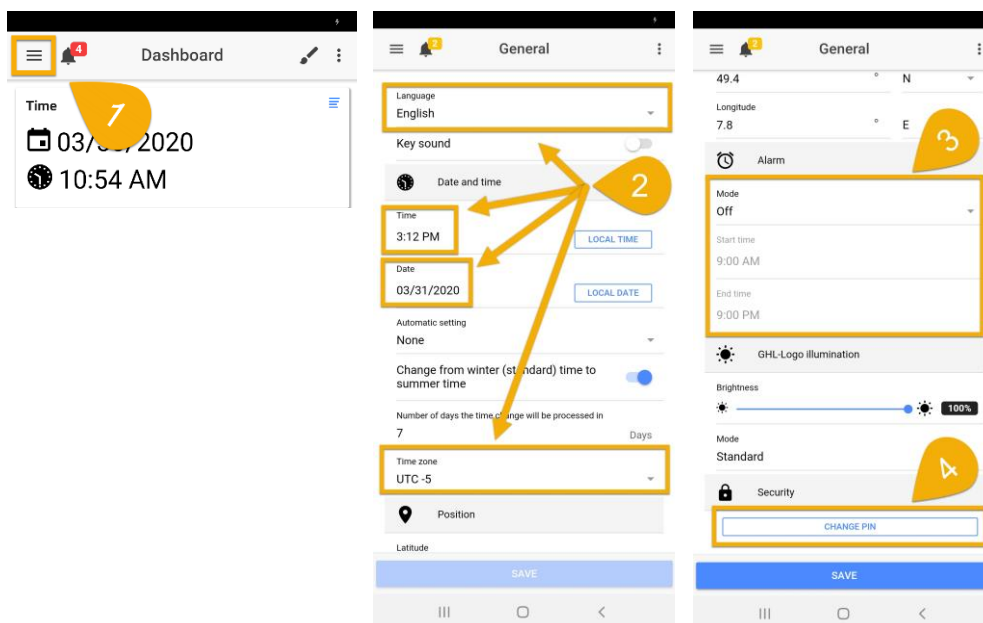 4
Dashboard
Time
1
03/ /2020
10:54 AM
2
General
Language
English
Key sound
Date and time
2
Time
3:12 PM
LOCAL TIME
Date
03/31/2020
LOCAL DATE
Automatic setting
None
Change from winter (standard) time to
summer time
Number of days the time change will be processed in
7
Days
Time zone
UTC -5
Position
Latitude
SAVE
2
General
49.4
°
N
Longitude
7.8
°
E
3
Alarm
Mode
Off
Start time
9:00 AM
End time
9:00 PM
GHL-Logo illumination
Brightness
100%
Mode
Standard
4
Security
CHANGE PIN
SAVE